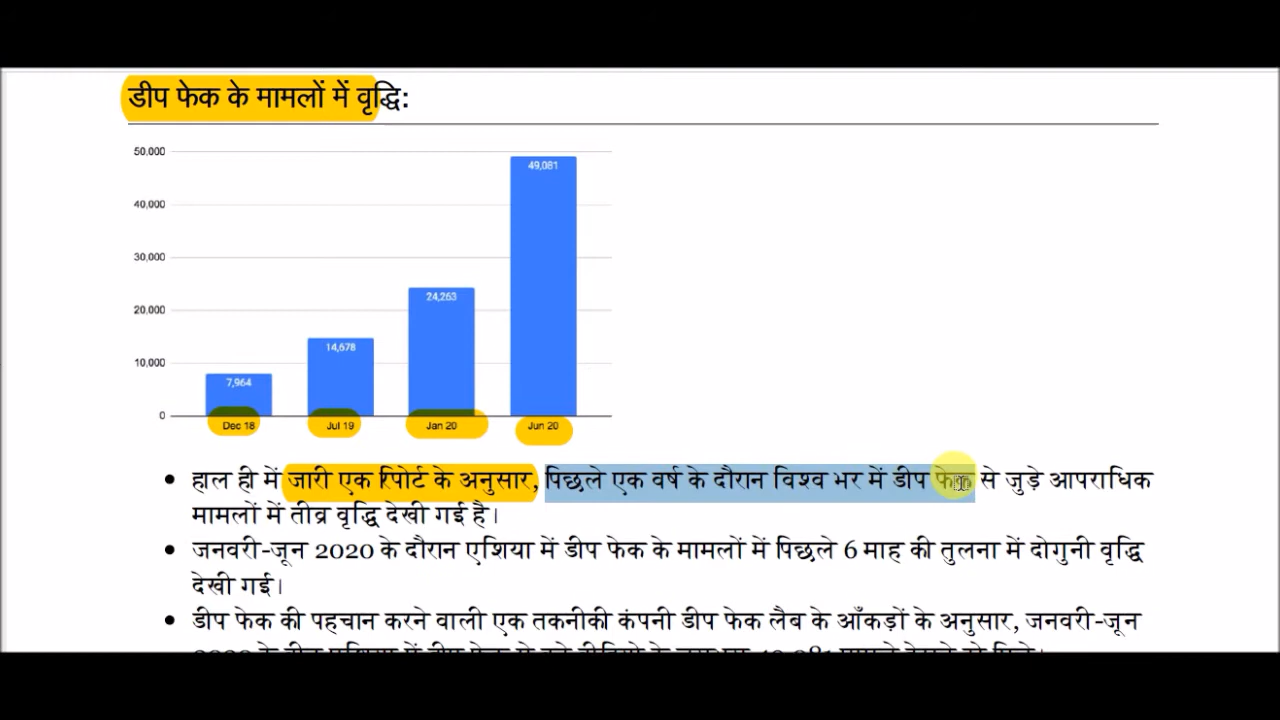 डीप फेक के मामलों में वृद्धि:
50,000
40,000
30,000
20,000
10,000
0
7,964
14,678
24,263
49,081
Dec 18
Jul 19
Jan 20
Jun 20
• हाल ही में जारी एक रिपोर्ट के अनुसार, पिछले एक वर्ष के दौरान विश्व भर में डीप फेक से जुड़े आपराधिक
मामलों में तीव्र वृद्धि देखी गई है।
• जनवरी-जून 2020 के दौरान एशिया में डीप फेक के मामलों में पिछले 6 माह की तुलना में दोगुनी वृद्धि
देखी गई।
• डीप फेक की पहचान करने वाली एक तकनीकी कंपनी डीप फेक लैब के आँकड़ों के अनुसार, जनवरी-जून